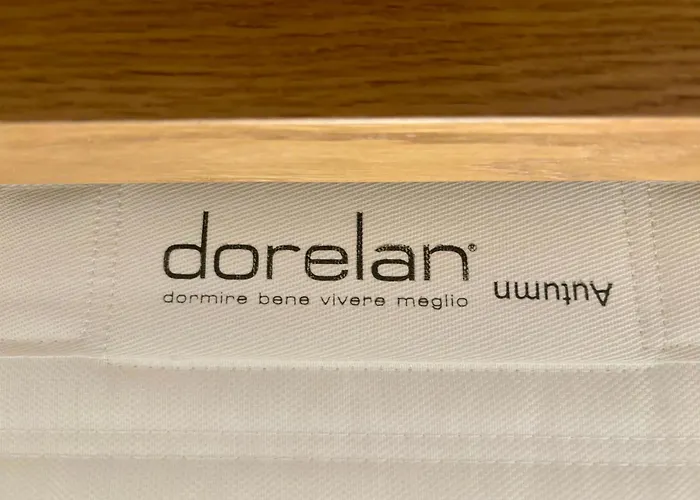 dorelan®
dormire bene vivere meglio
Autumn